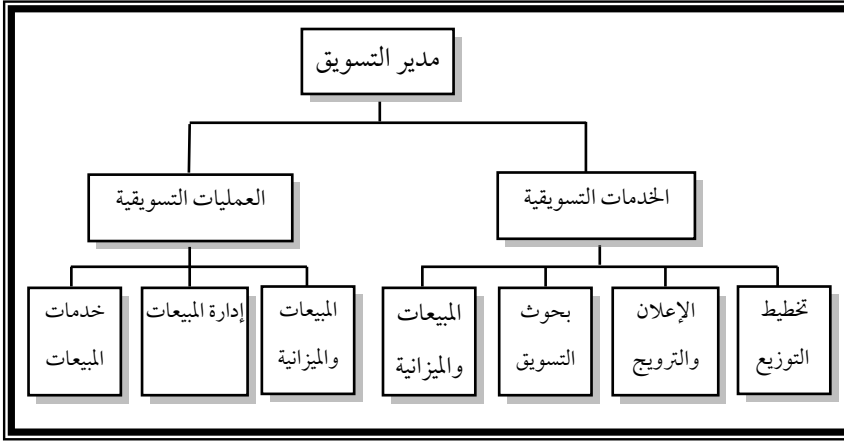 مدير التسويق
الخدمات التسويقية
العمليات التسويقية
تخطيط
التوزيع
الإعلان
والترويج
بحوث
التسويق
المبيعات
والميزانية
المبيعات
والميزانية
إدارة المبيعات
خدمات
المبيعات